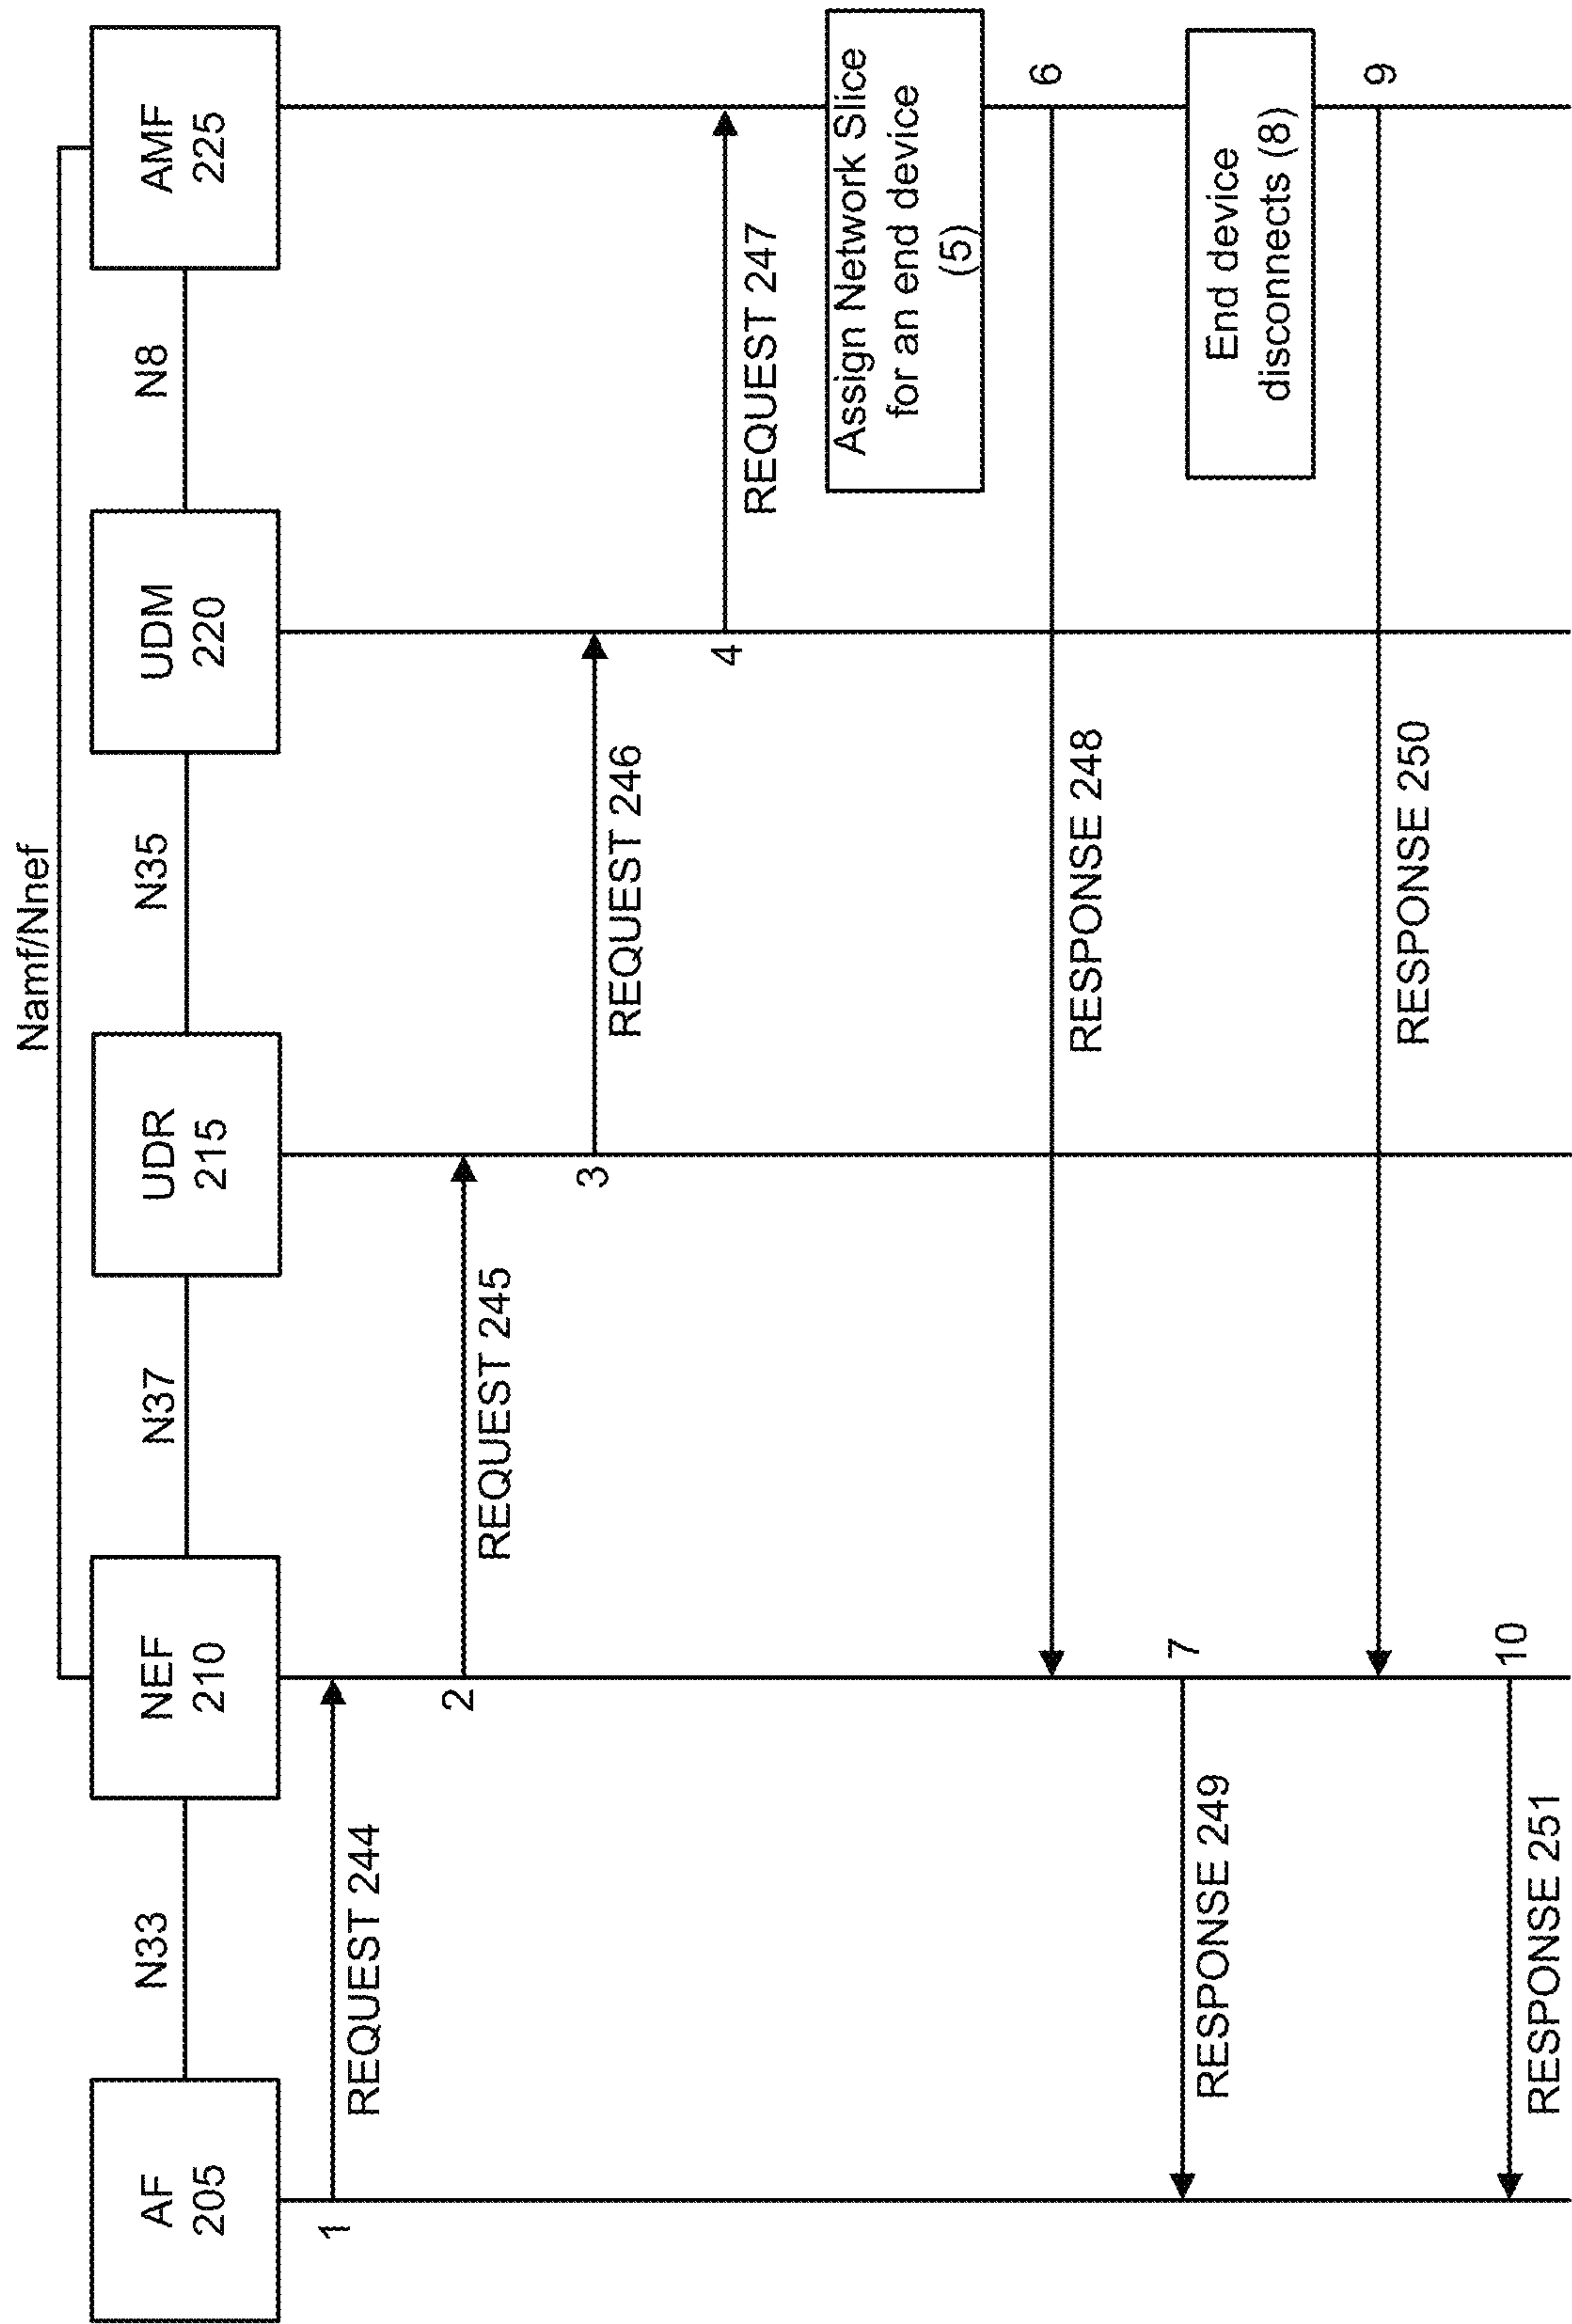 Namf/Nnef
AF
205
N33
NEF
210
N37
UDR
215
N35
UDM
220
N8
AMF
225
1
REQUEST 244
2
REQUEST 245
3
REQUEST 246
4
REQUEST 247
Assign Network Slice
for an end device
(5)
6
RESPONSE 248
7
RESPONSE 249
End device
disconnects (8)
9
RESPONSE 250
10
RESPONSE 251